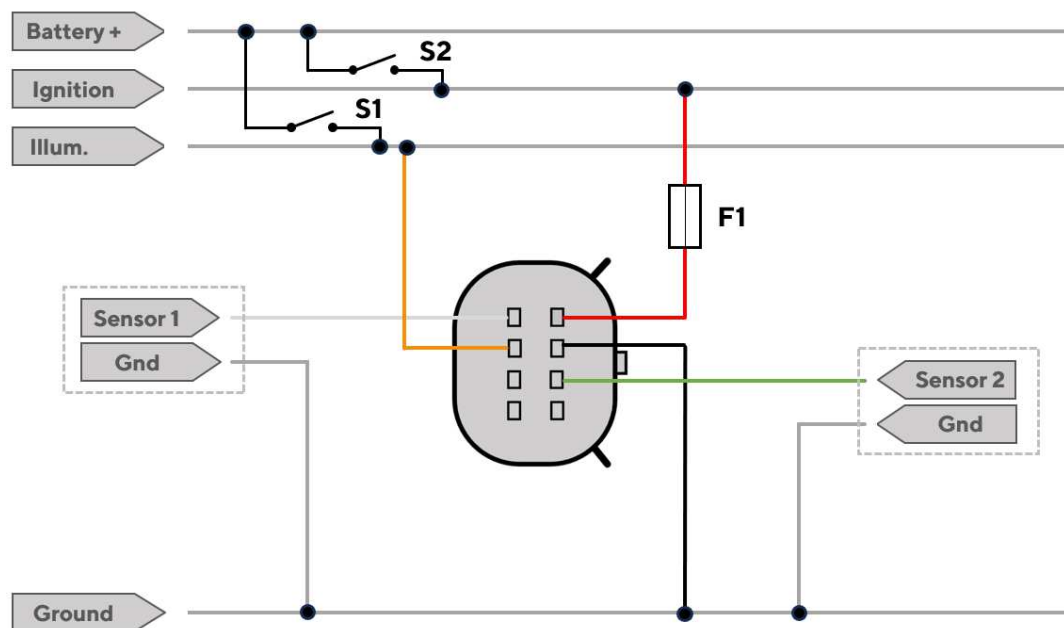 Battery +
S2
Ignition
S1
Illum.
F1
Sensor 1
Gnd
Sensor 2
Gnd
Ground